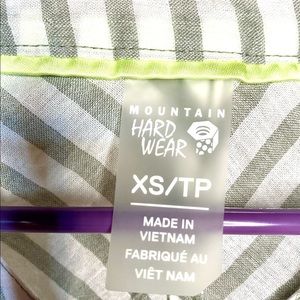 MOUNTAIN
HARD
WEAR
XS/TP
MADE IN
VIETNAM
FABRIQUÉ AU
VIÊT NAM